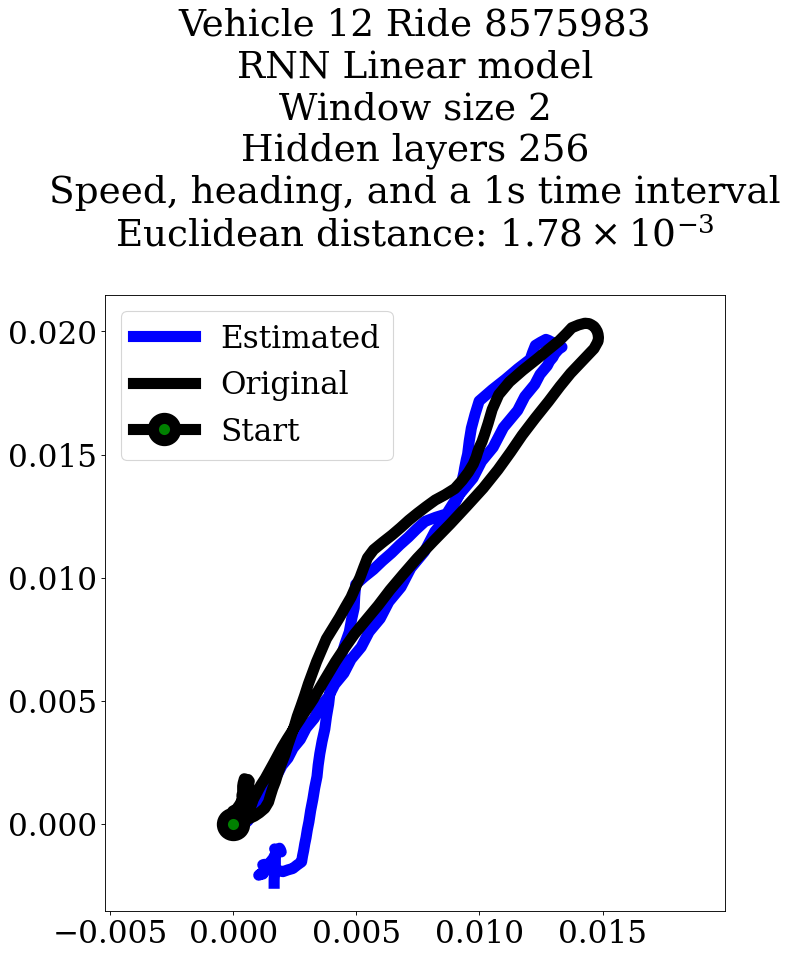 Vehicle 12 Ride 8575983
RNN Linear model
Window size 2
Hidden layers 256
Speed, heading, and a 1s time interval
Euclidean distance: 1.78 × 10⁻³
Estimated
Original
Start
0.020
0.015
0.010
0.005
0.000
−0.005 0.000 0.005 0.010 0.015